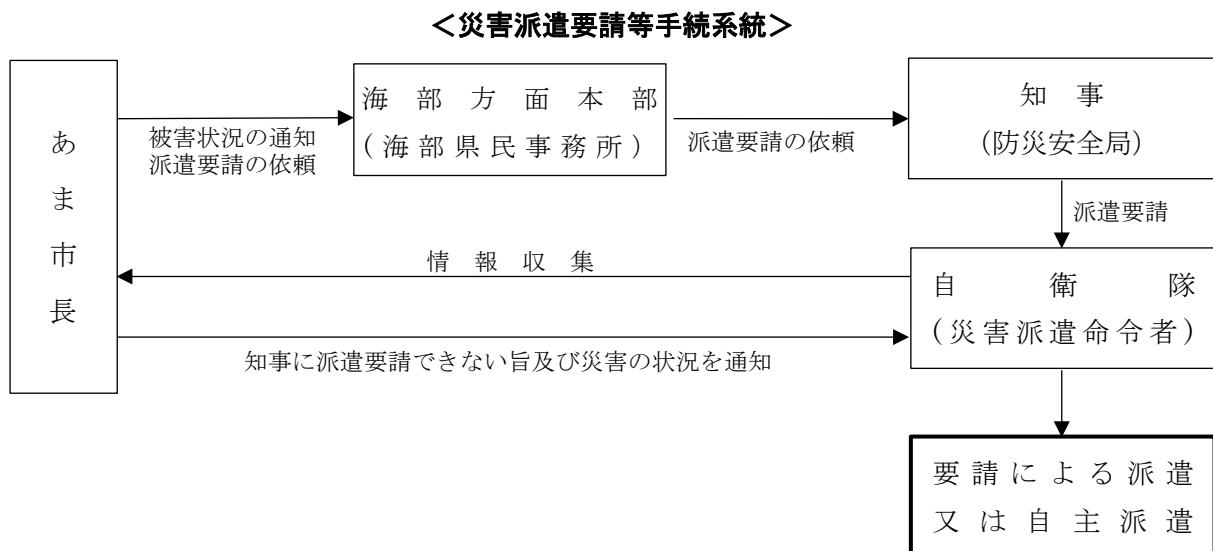 ＜災害派遣要請等手続系統＞
あま市長
被害状況の通知
派遣要請の依頼
海部方面本部
（海部県民事務所）
派遣要請の依頼
知事
(防災安全局)
派遣要請
情報収集
自衛隊
（災害派遣命令者）
知事に派遣要請できない旨及び災害の状況を通知
要請による派遣
又は自主派遣